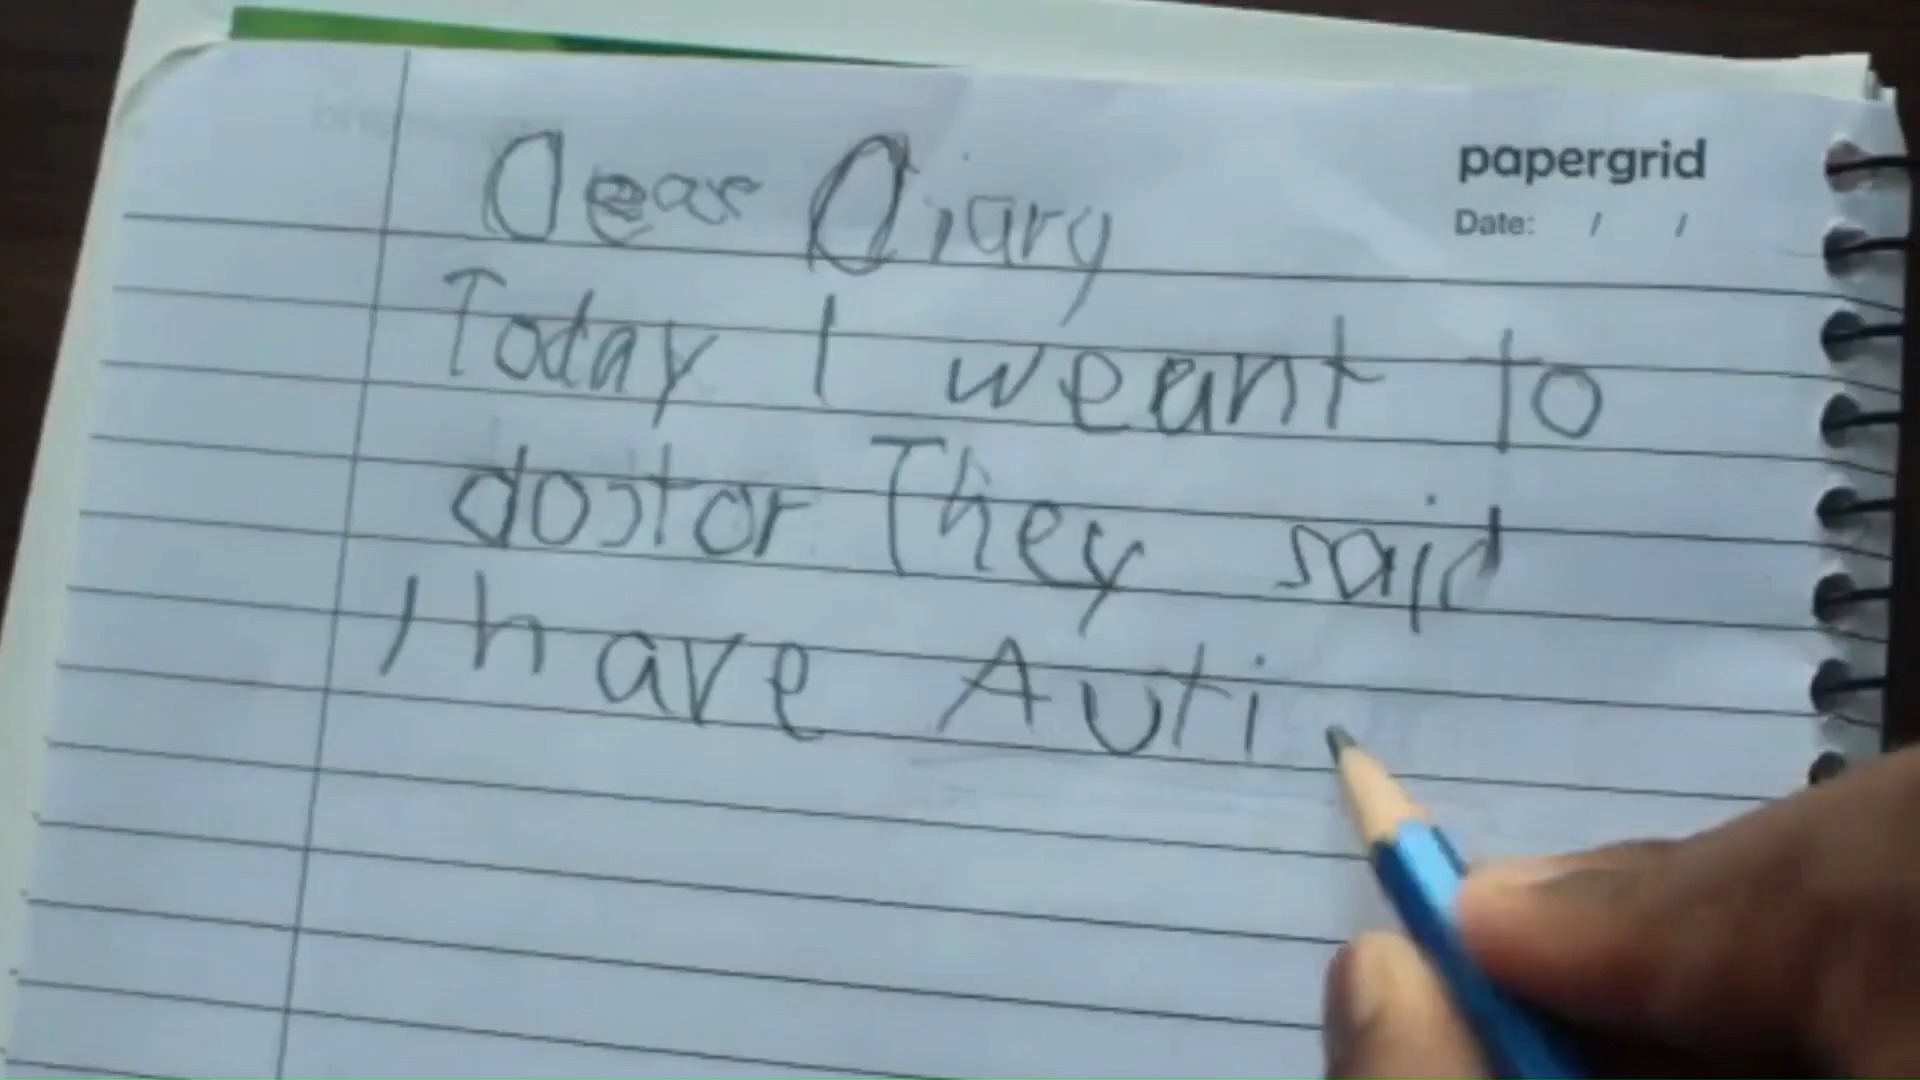 Dear Diary
papergrid
Date: / /
Today I weant to
dostor They said
I have Auti